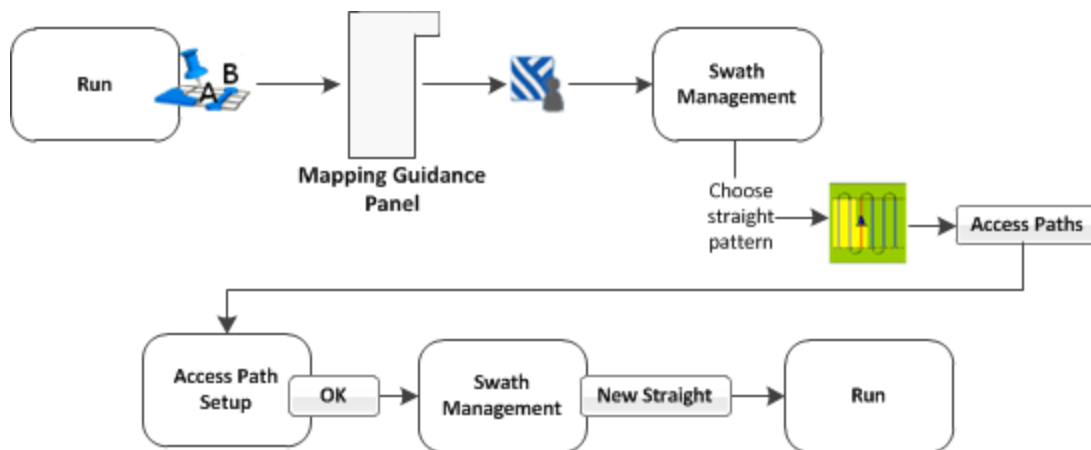 Run
A B
Mapping Guidance
Panel
Swath
Management
Choose
straight
pattern
Access Paths
Access Path
Setup
OK
Swath
Management
New Straight
Run